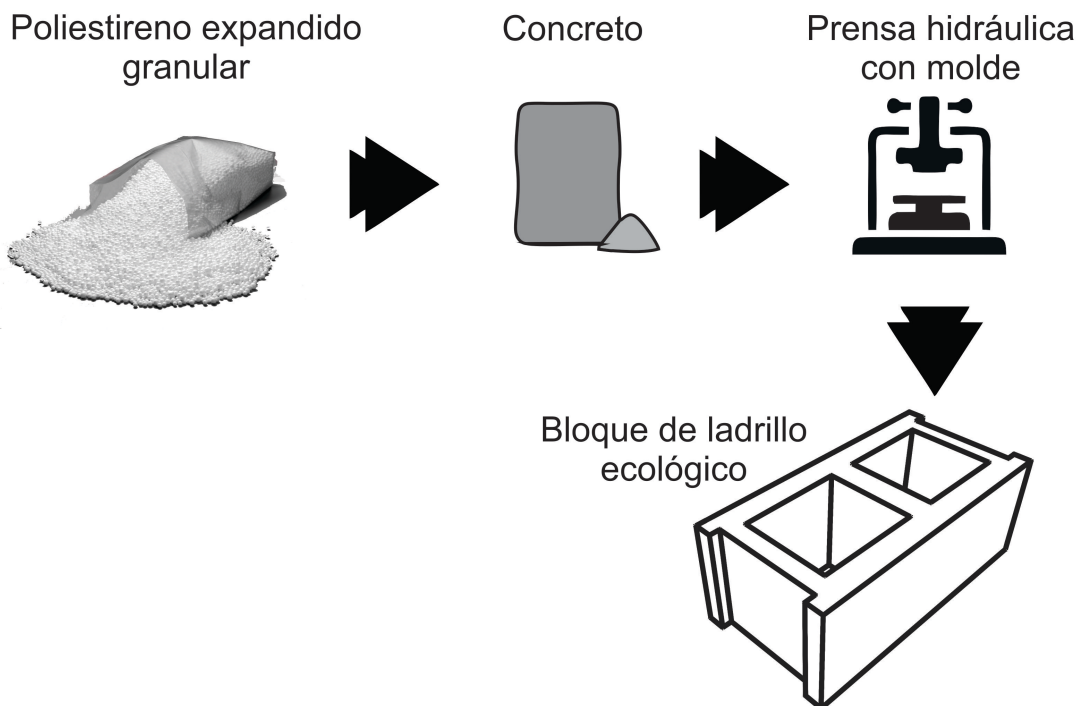 Poliestireno expandido
granular
Concreto
Prensa hidráulica
con molde
Bloque de ladrillo
ecológico